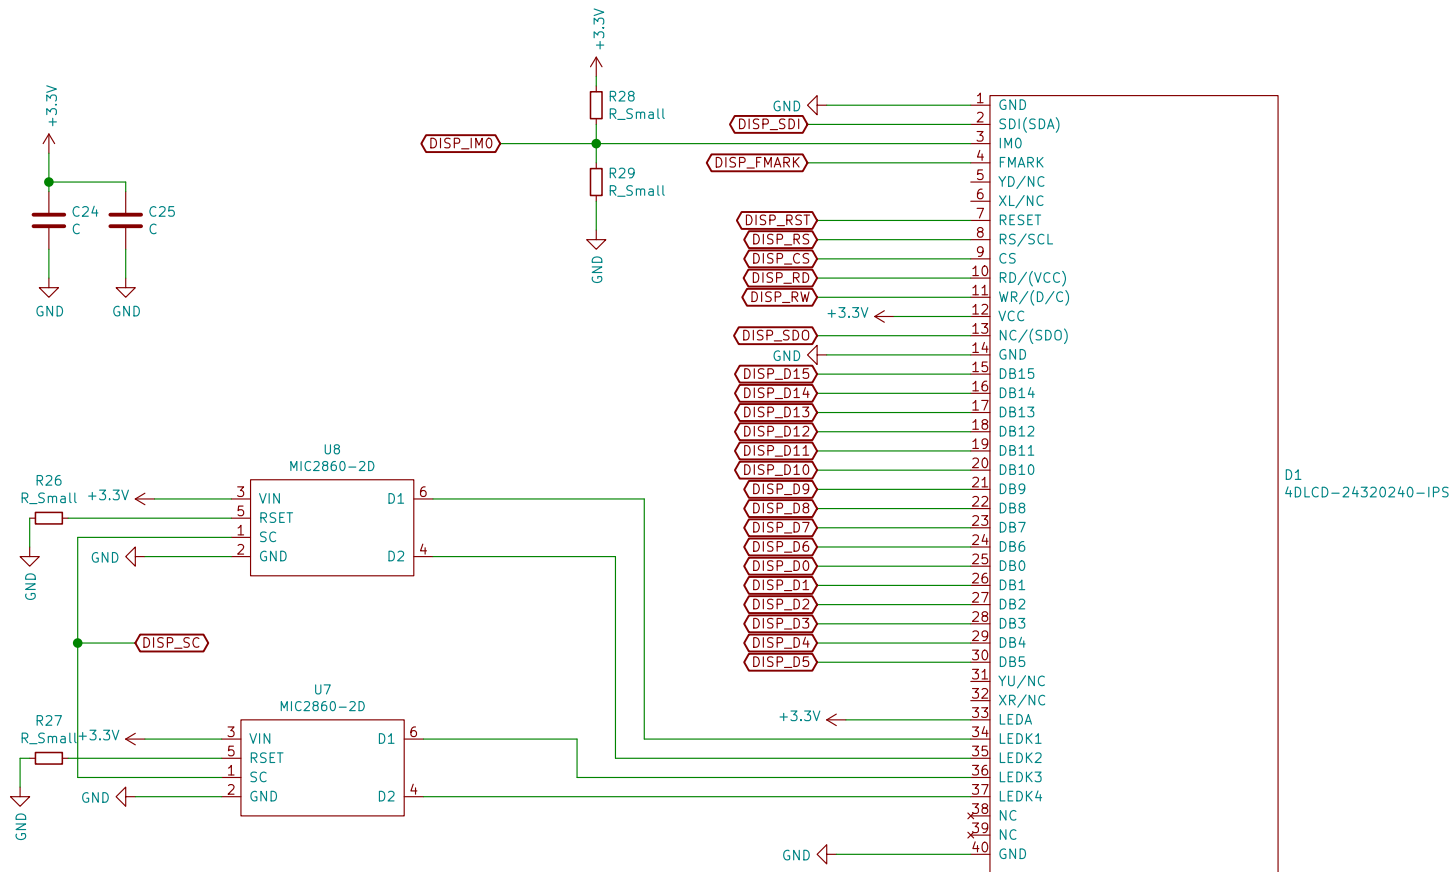 +3.3V
R28
R_Small
DISP_IM0
R29
R_Small
GND
+3.3V
C24
C
C25
C
GND
GND
U8
MIC2860-2D
R26
R_Small
+3.3V
3 VIN
5 RSET
1 SC
2 GND
D1 6
D2 4
GND
GND
DISP_SC
U7
MIC2860-2D
R27
R_Small
+3.3V
3 VIN
5 RSET
1 SC
2 GND
D1 6
D2 4
GND
GND
GND 1 GND
DISP_SDI 2 SDI(SDA)
3 IM0
DISP_FMARK 4 FMARK
5 YD/NC
6 XL/NC
DISP_RST 7 RESET
DISP_RS 8 RS/SCL
DISP_CS 9 CS
DISP_RD 10 RD/(VCC)
DISP_RW 11 WR/(D/C)
+3.3V 12 VCC
DISP_SDO 13 NC/(SDO)
GND 14 GND
DISP_D15 15 DB15
DISP_D14 16 DB14
DISP_D13 17 DB13
DISP_D12 18 DB12
DISP_D11 19 DB11
DISP_D10 20 DB10
DISP_D9 21 DB9
DISP_D8 22 DB8
DISP_D7 23 DB7
DISP_D6 24 DB6
DISP_D0 25 DB0
DISP_D1 26 DB1
DISP_D2 27 DB2
DISP_D3 28 DB3
DISP_D4 29 DB4
DISP_D5 30 DB5
31 YU/NC
32 XR/NC
+3.3V 33 LEDA
34 LEDK1
35 LEDK2
36 LEDK3
37 LEDK4
38 NC
39 NC
GND 40 GND
D1
4DLCD-24320240-IPS